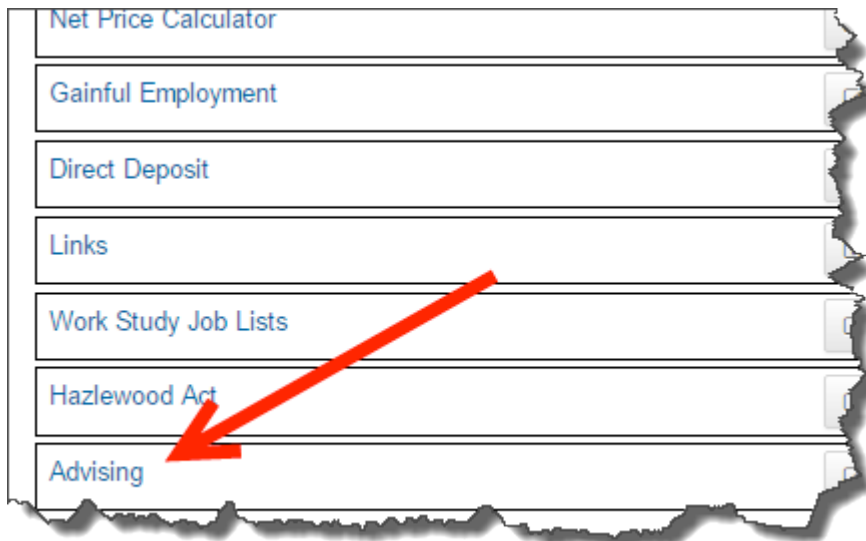 Net Price Calculator
Gainful Employment
Direct Deposit
Links
Work Study Job Lists
Hazlewood Act
Advising